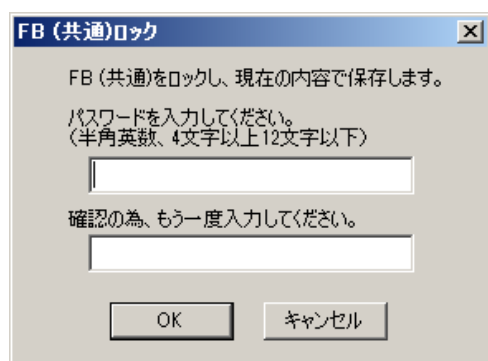 FB (共通)ロック
FB (共通)をロックし、現在の内容で保存します。
パスワードを入力してください。
(半角英数、4文字以上12文字以下)
確認の為、もう一度入力してください。
OK
キャンセル